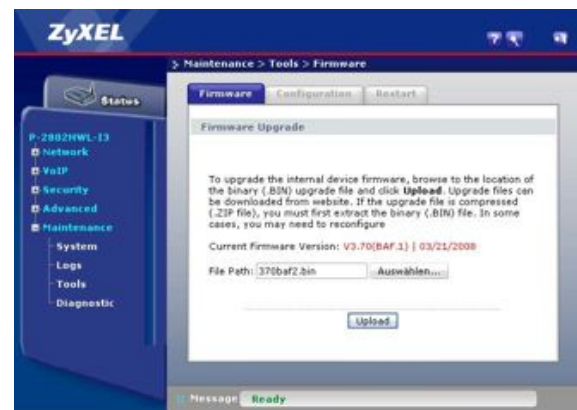 ZyXEL
Maintenance > Tools > Firmware
Status
Firmware
Configuration
Restart
P-2802HWL-I3
Network
VoIP
Security
Advanced
Maintenance
System
Logs
Tools
Diagnostic
Firmware Upgrade
To upgrade the internal device firmware, browse to the location of
the binary (.BIN) upgrade file and click Upload. Upgrade files can
be downloaded from website. If the upgrade file is compressed
(.ZIP file), you must first extract the binary (.BIN) file. In some
cases, you may need to reconfigure
Current Firmware Version: V3.70(BAF.1) | 03/21/2008
File Path: 370baf2.bin Auswählen...
Upload
Message Ready